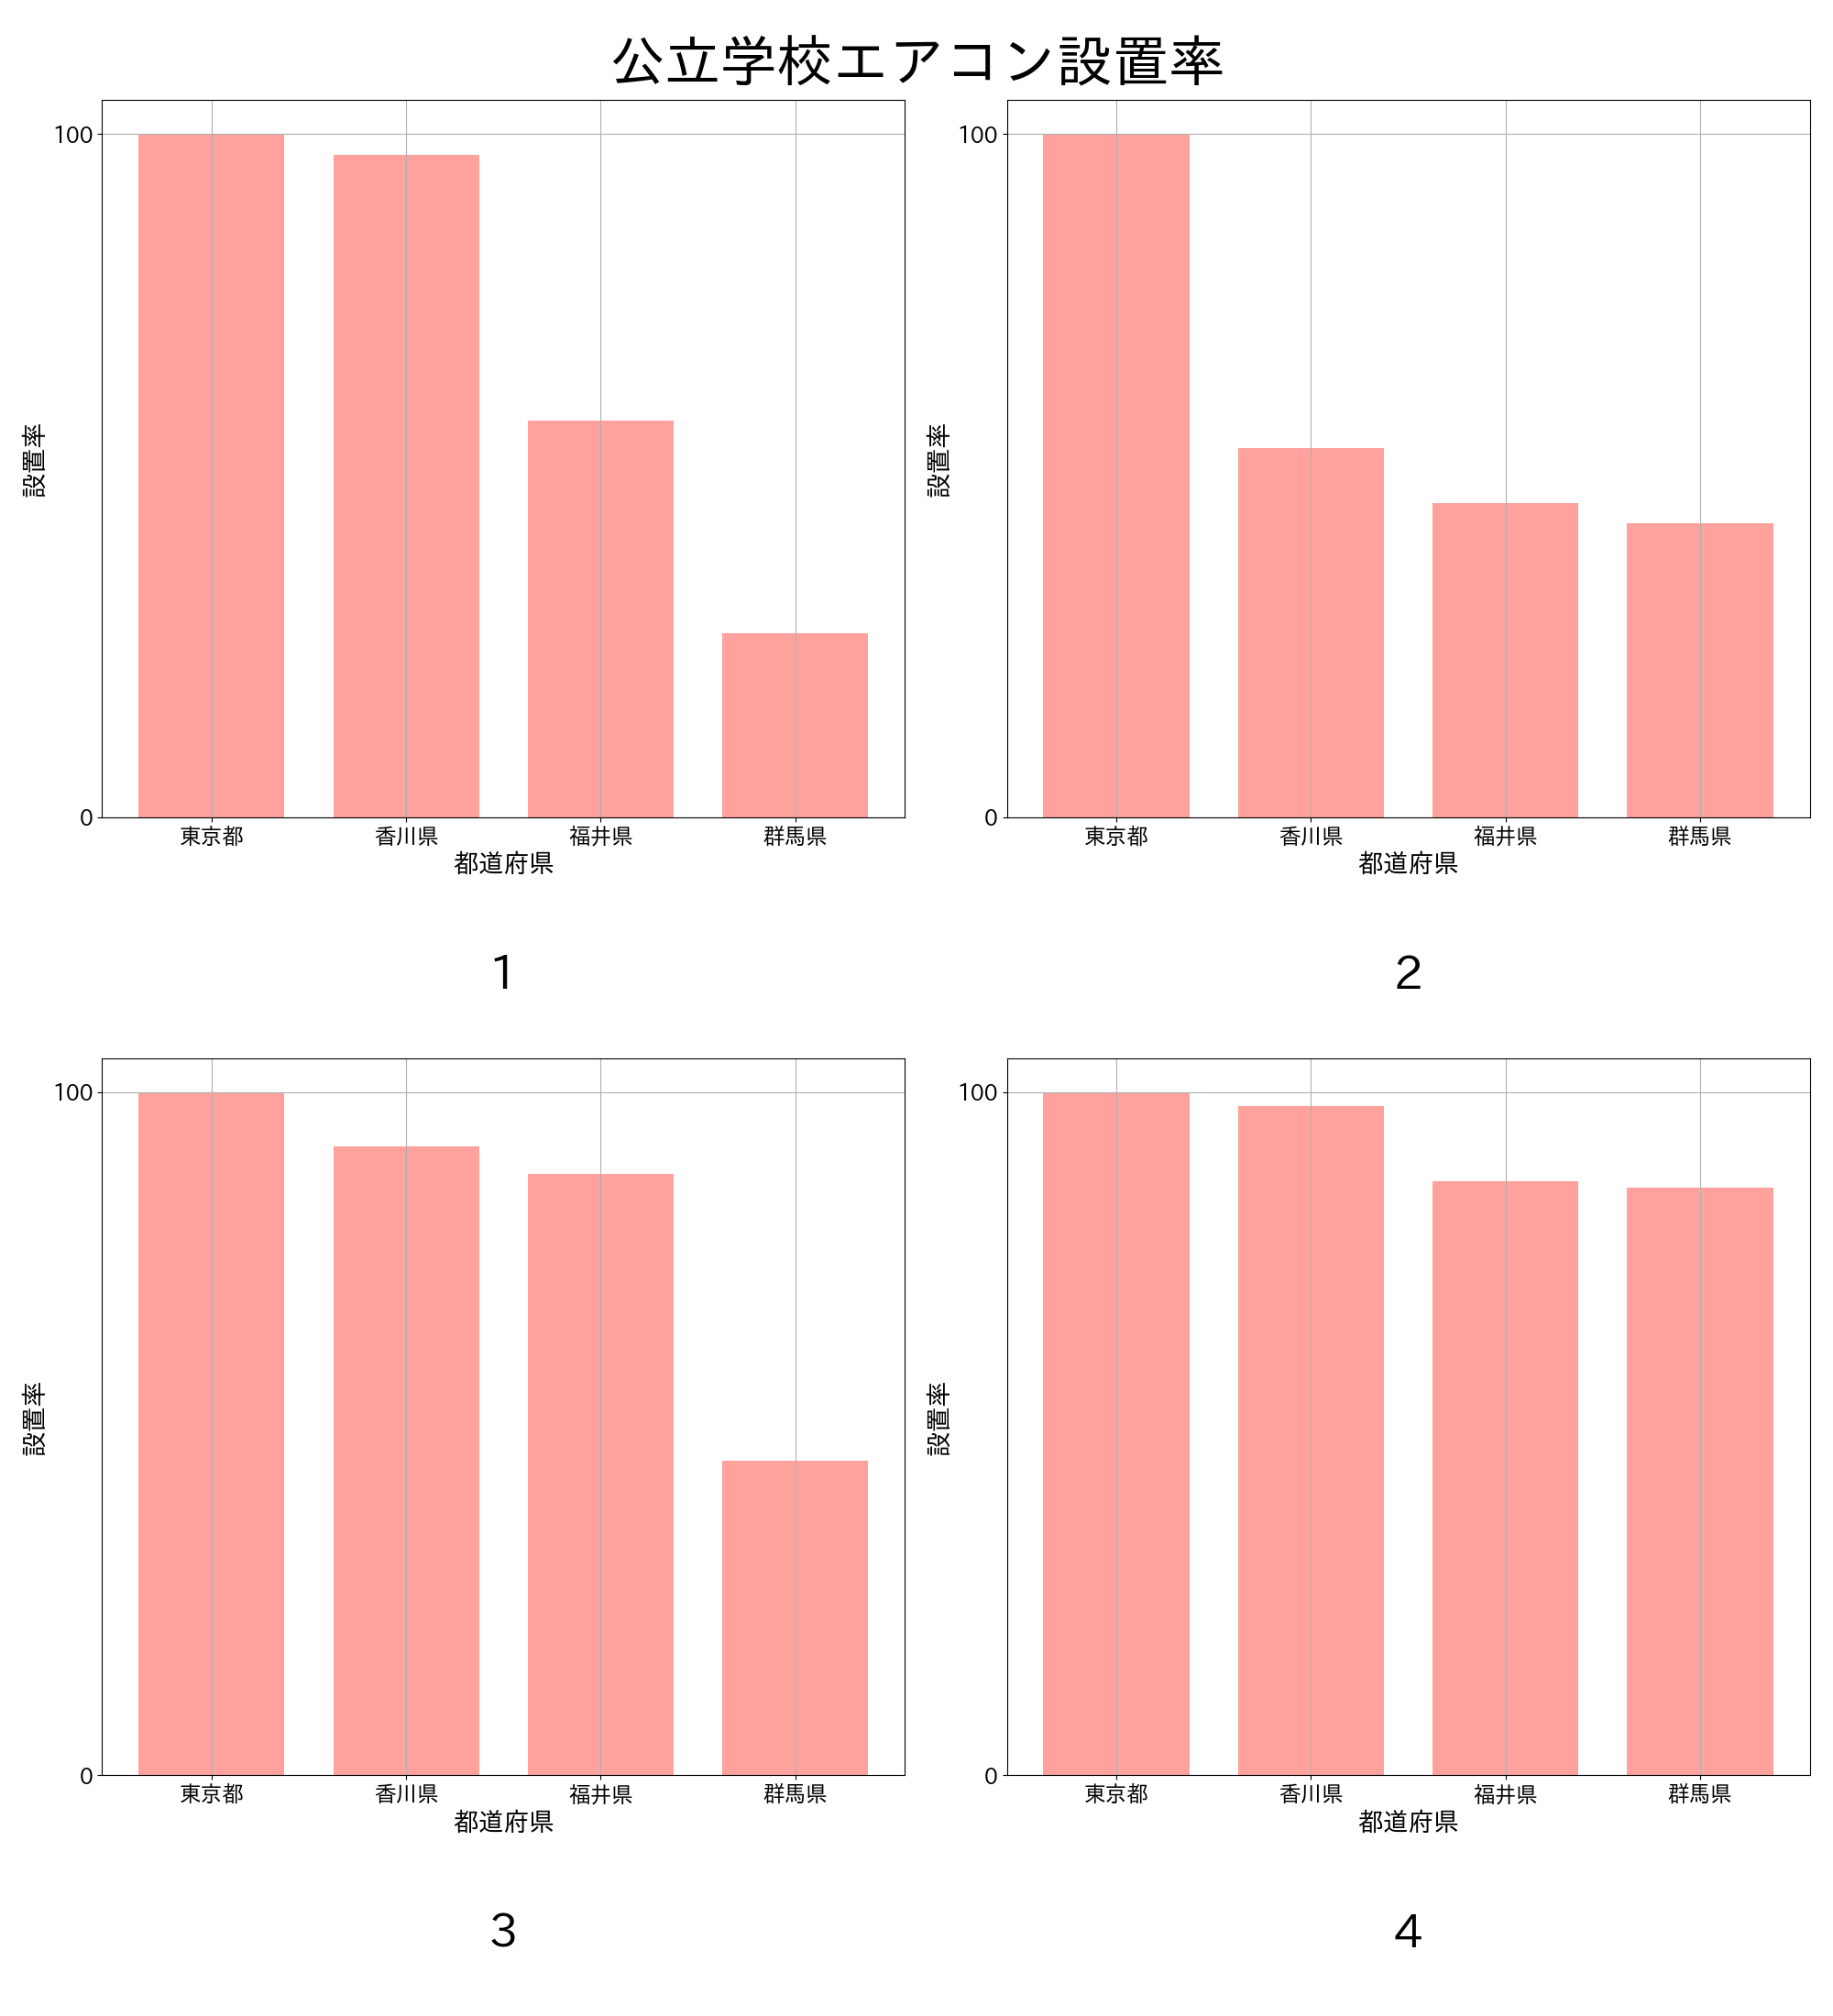 公立学校エアコン設置率
100
設置率
0
東京都 香川県 福井県 群馬県
都道府県
1
100
設置率
0
東京都 香川県 福井県 群馬県
都道府県
2
100
設置率
0
東京都 香川県 福井県 群馬県
都道府県
3
100
設置率
0
東京都 香川県 福井県 群馬県
都道府県
4